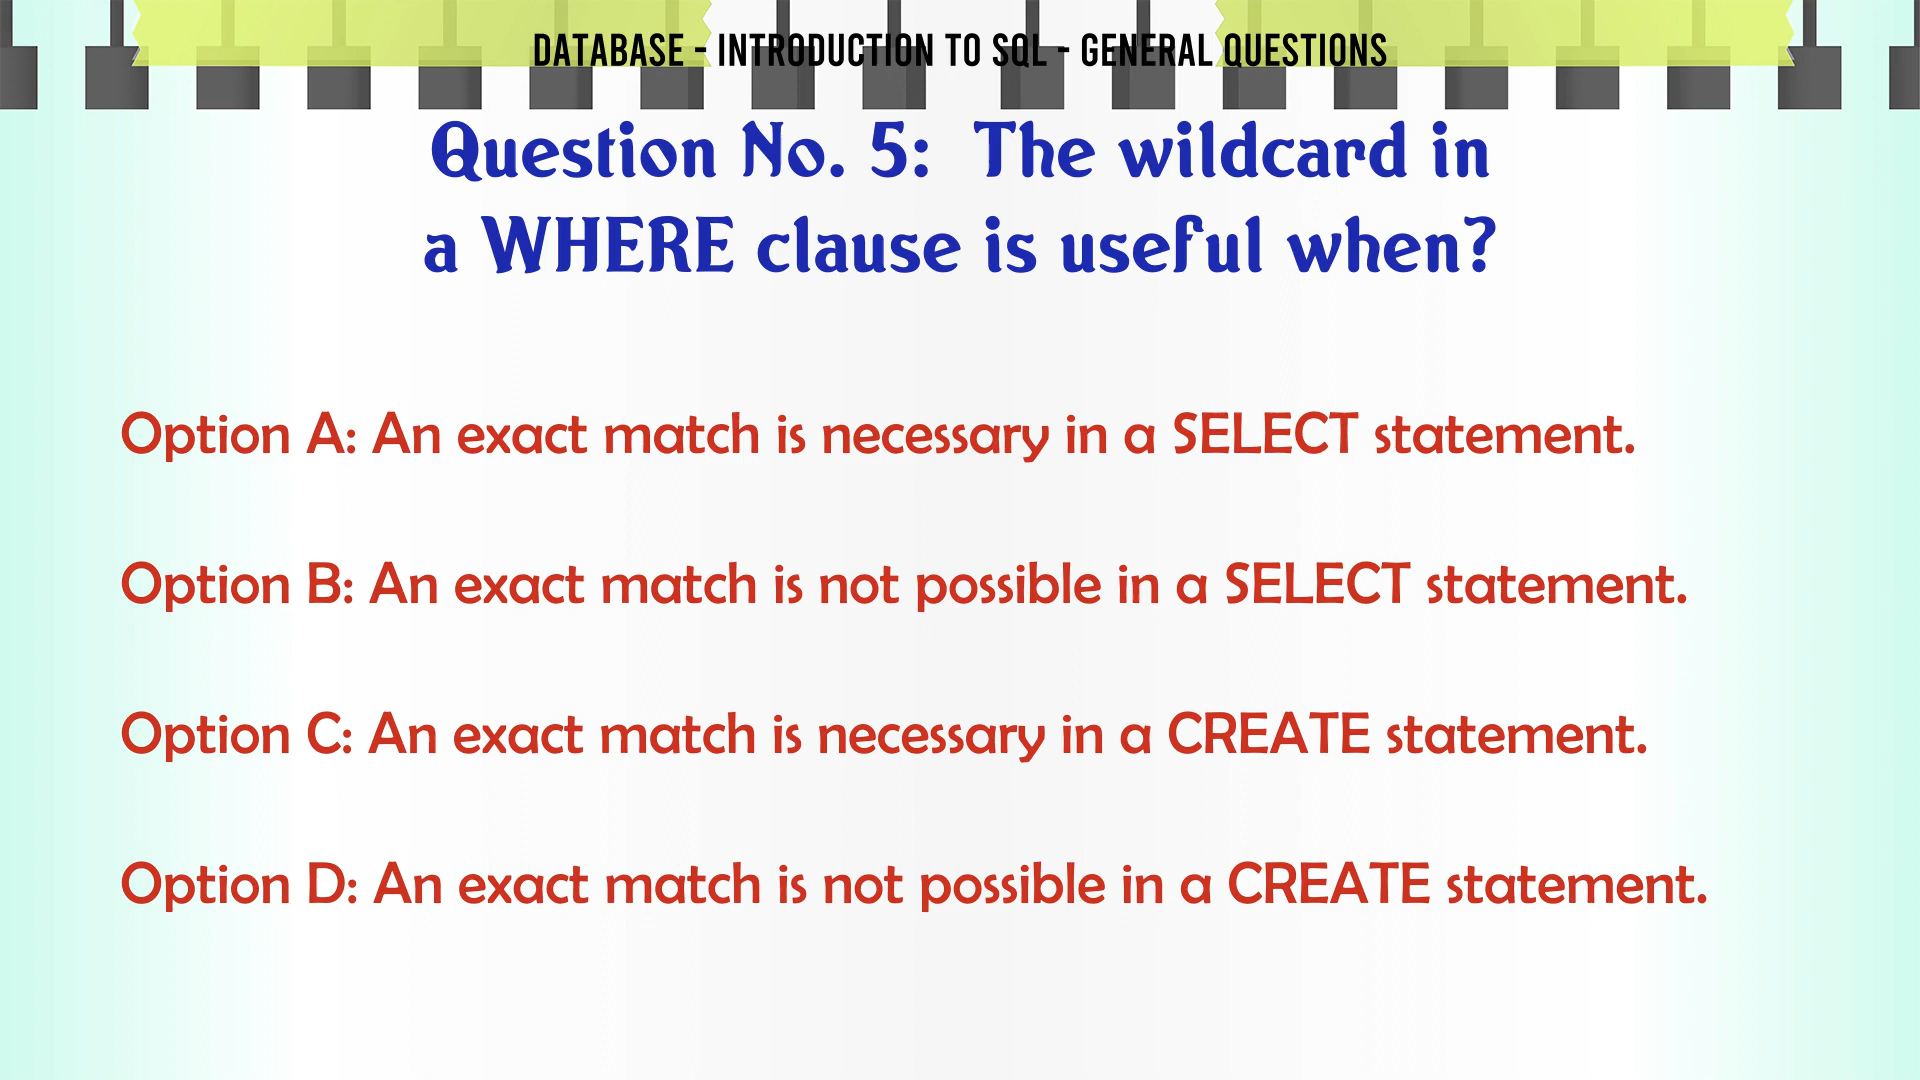 DATABASE - INTRODUCTION TO SQL - GENERAL QUESTIONS
Question No. 5: The wildcard in
a WHERE clause is useful when?
Option A: An exact match is necessary in a SELECT statement.
Option B: An exact match is not possible in a SELECT statement.
Option C: An exact match is necessary in a CREATE statement.
Option D: An exact match is not possible in a CREATE statement.